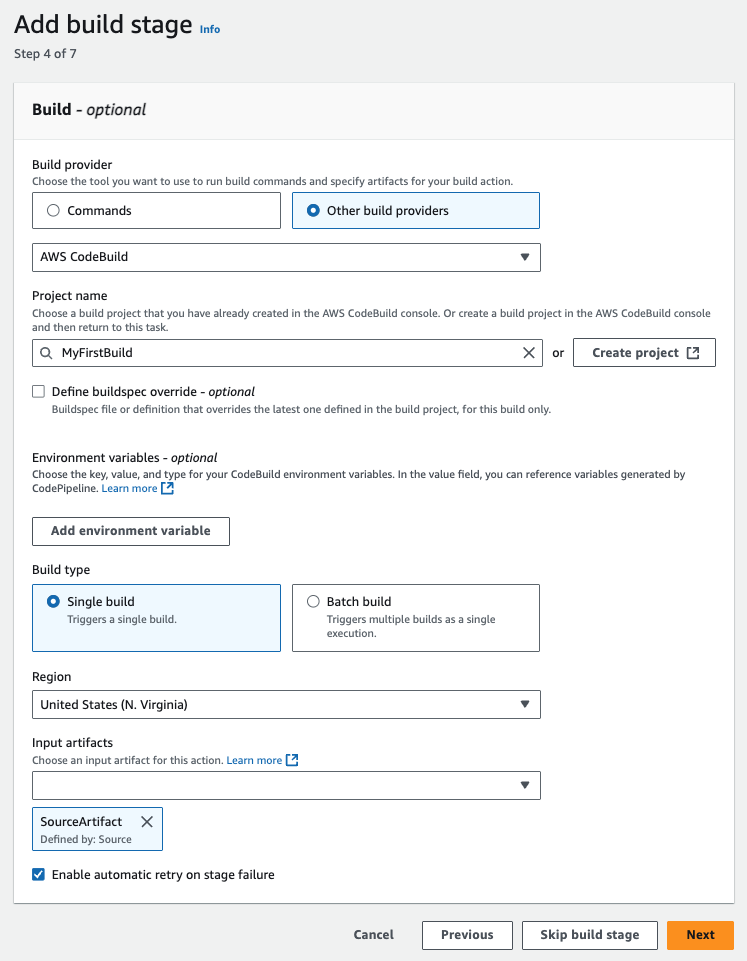 Add build stage Info
Step 4 of 7
Build - optional
Build provider
Choose the tool you want to use to run build commands and specify artifacts for your build action.
Commands
Other build providers
AWS CodeBuild
Project name
Choose a build project that you have already created in the AWS CodeBuild console. Or create a build project in the AWS CodeBuild console
and then return to this task.
MyFirstBuild
or
Create project
Define buildspec override - optional
Buildspec file or definition that overrides the latest one defined in the build project, for this build only.
Environment variables - optional
Choose the key, value, and type for your CodeBuild environment variables. In the value field, you can reference variables generated by
CodePipeline. Learn more
Add environment variable
Build type
Single build
Triggers a single build.
Batch build
Triggers multiple builds as a single
execution.
Region
United States (N. Virginia)
Input artifacts
Choose an input artifact for this action. Learn more
SourceArtifact
Defined by: Source
Enable automatic retry on stage failure
Cancel
Previous
Skip build stage
Next